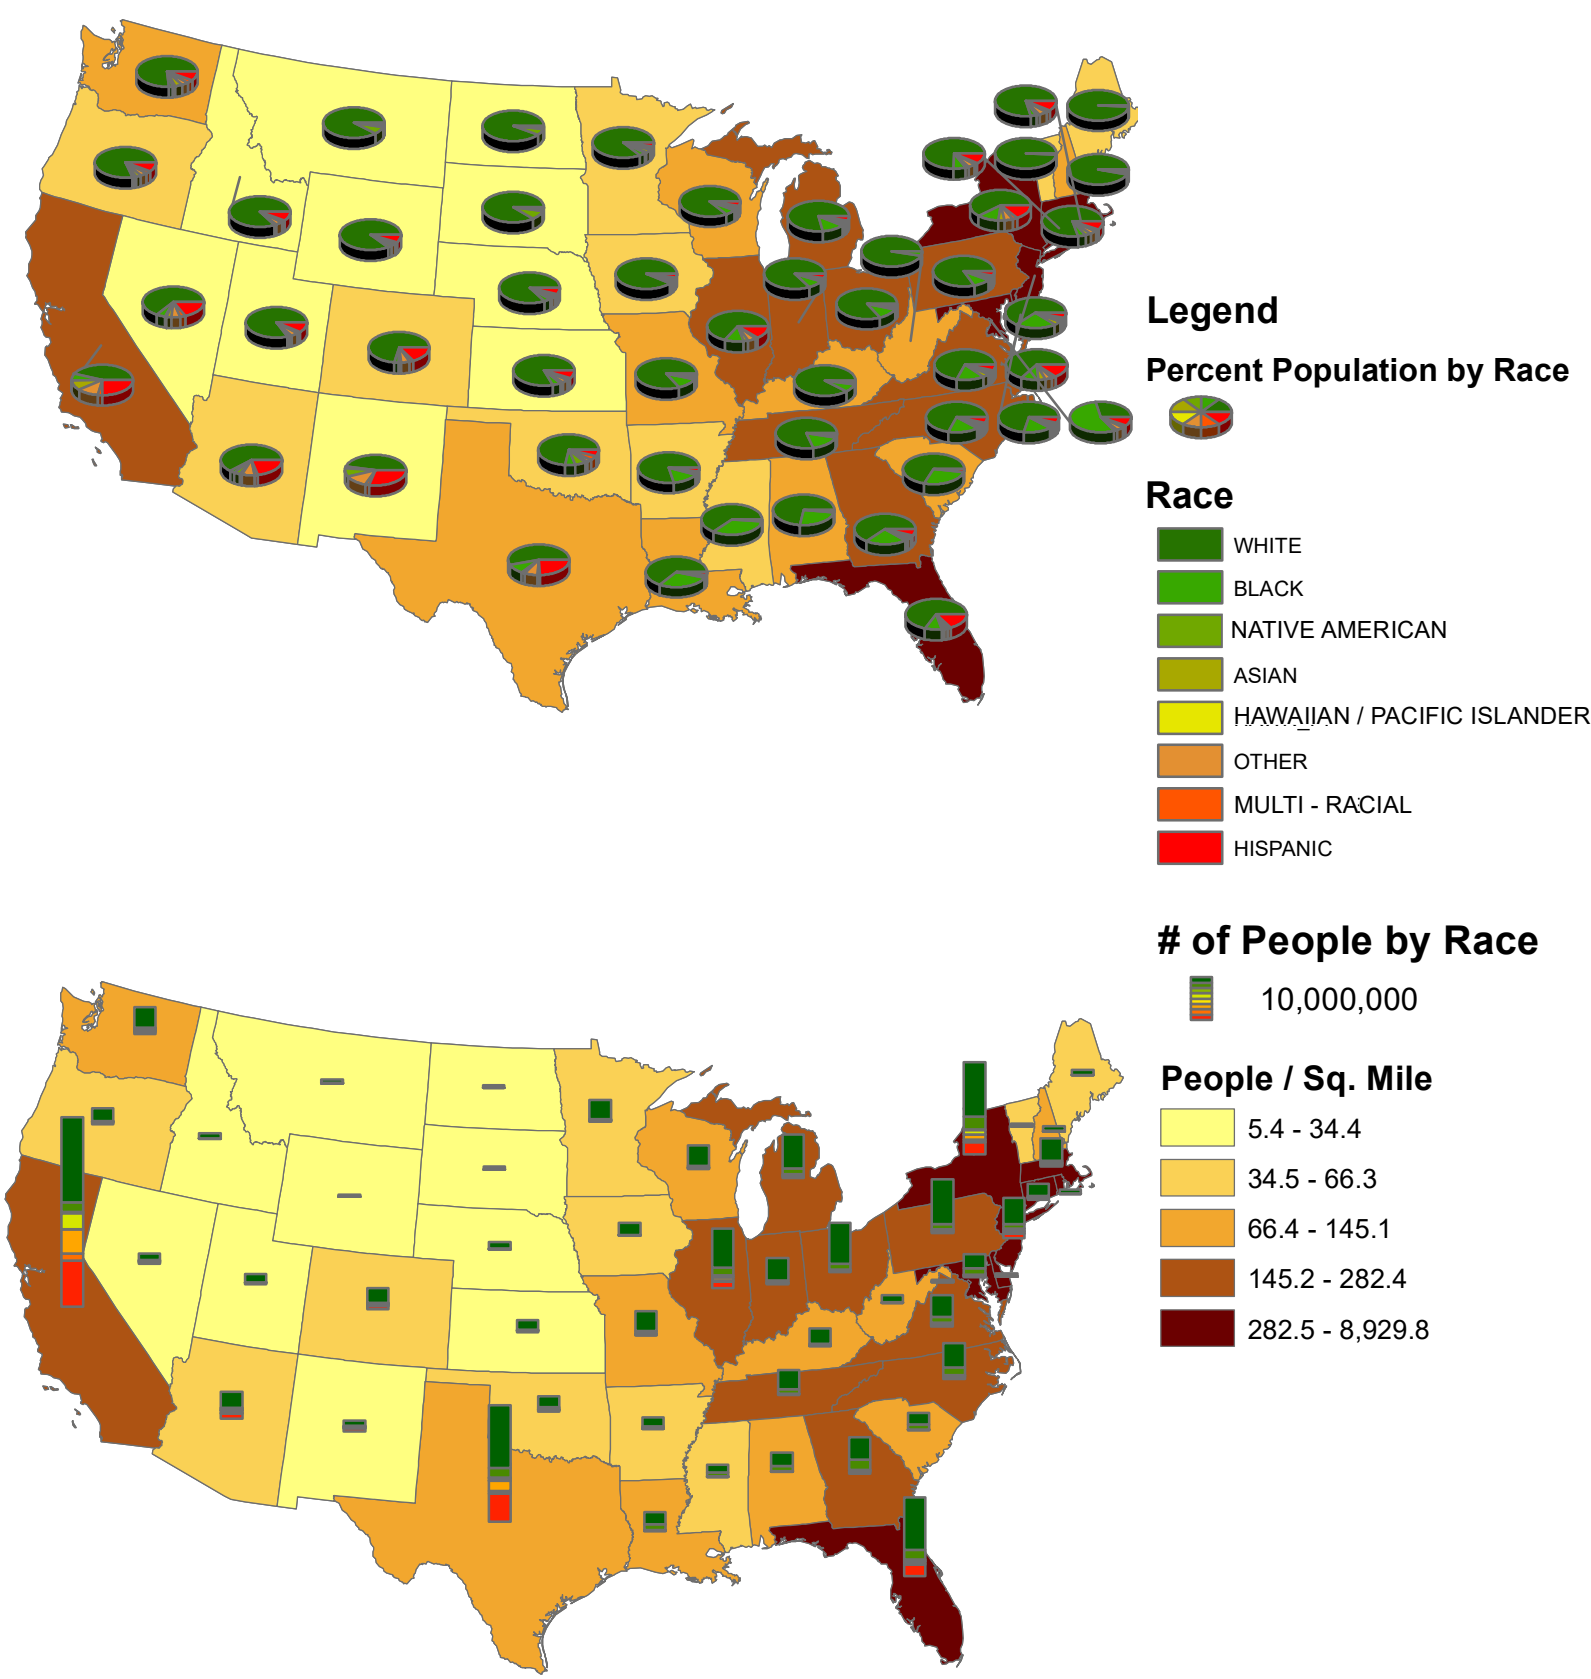 Legend
Percent Population by Race
Race
WHITE
BLACK
NATIVE AMERICAN
ASIAN
HAWAIIAN / PACIFIC ISLANDER
OTHER
MULTI - RACIAL
HISPANIC
# of People by Race
10,000,000
People / Sq. Mile
5.4 - 34.4
34.5 - 66.3
66.4 - 145.1
145.2 - 282.4
282.5 - 8,929.8